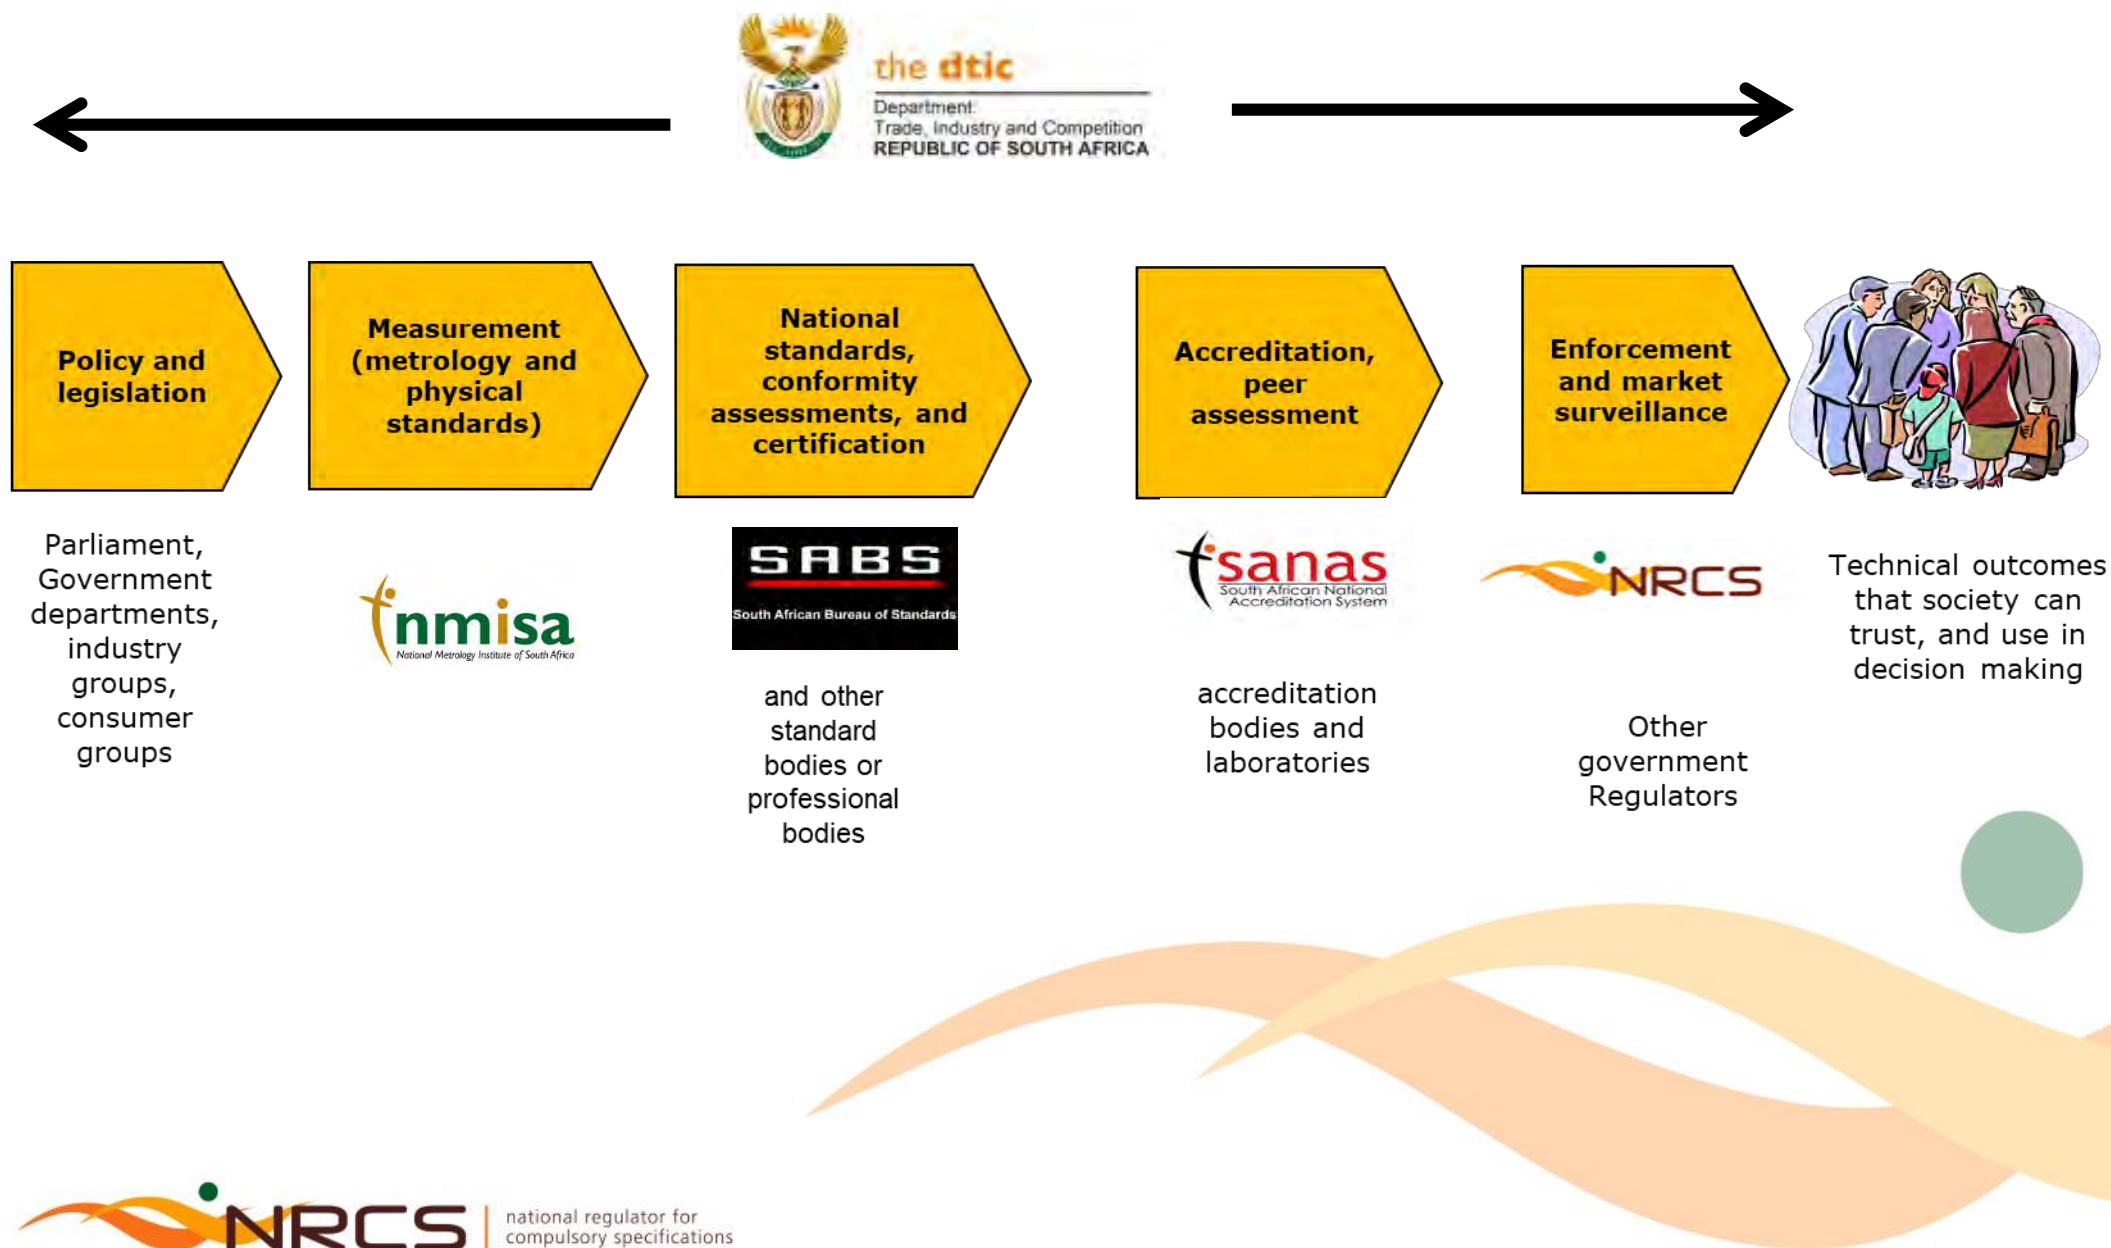 the dtic
Department:
Trade, Industry and Competition
REPUBLIC OF SOUTH AFRICA
Policy and
legislation
Measurement
(metrology and
physical
standards)
National
standards,
conformity
assessments, and
certification
Accreditation,
peer
assessment
Enforcement
and market
surveillance
Parliament,
Government
departments,
industry
groups,
consumer
groups
nmisa
National Metrology Institute of South Africa
SABS
South African Bureau of Standards
and other
standard
bodies or
professional
bodies
sanas
South African National
Accreditation System
accreditation
bodies and
laboratories
NRCS
Other
government
Regulators
Technical outcomes
that society can
trust, and use in
decision making
NRCS
national regulator for
compulsory specifications